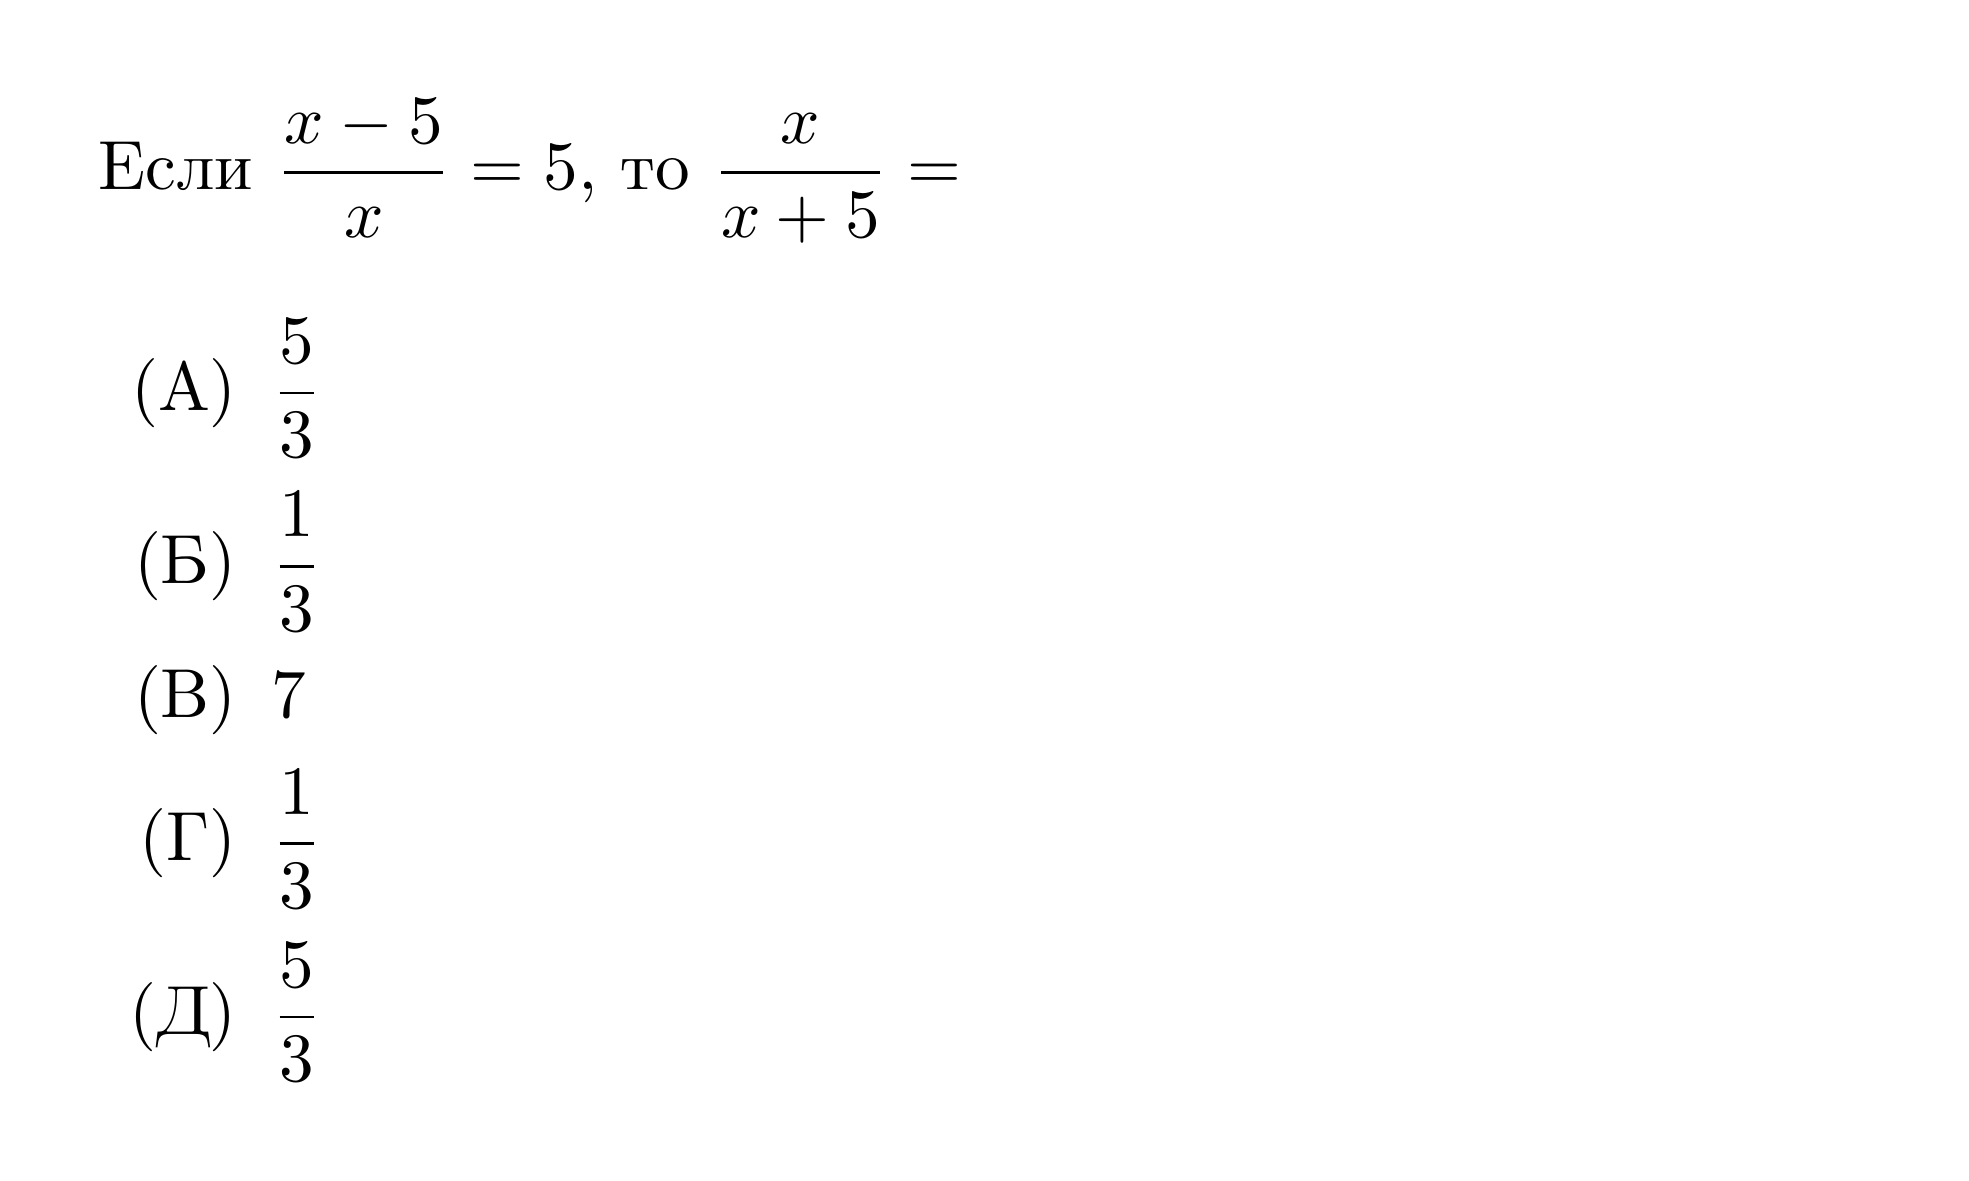 Если \frac{x-5}{x} = 5, то \frac{x}{x+5} =
(А) \frac{5}{3}
(Б) \frac{1}{3}
(В) 7
(Г) \frac{1}{3}
(Д) \frac{5}{3}